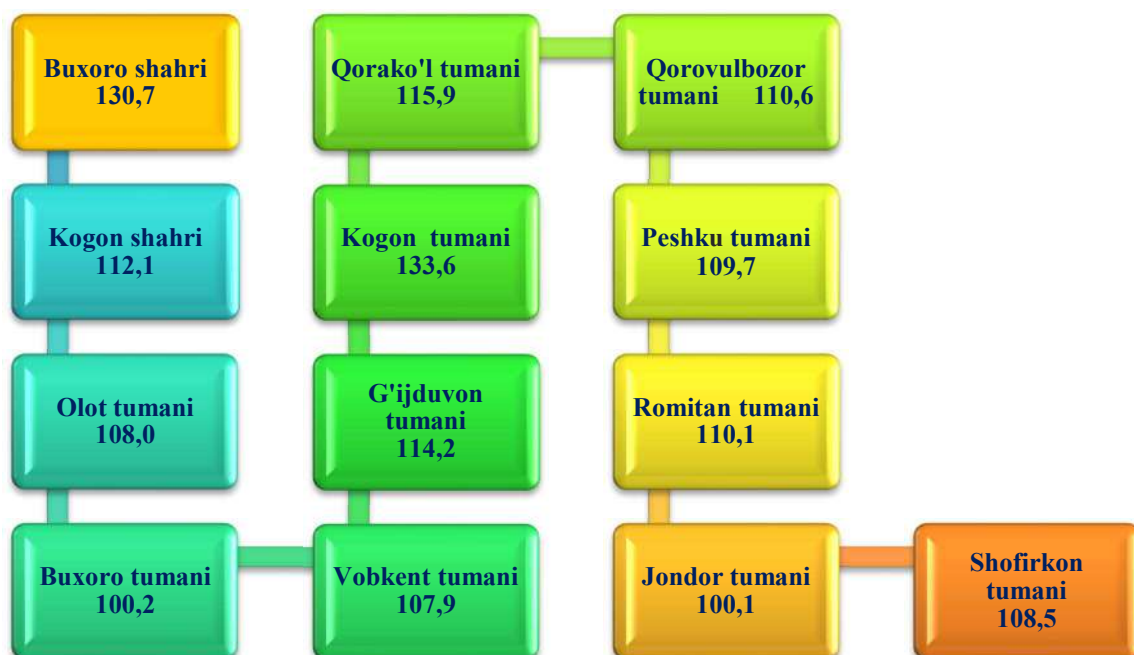 Buxoro shahri
130,7
Kogon shahri
112,1
Olot tumani
108,0
Buxoro tumani
100,2
Vobkent tumani
107,9
G'ijduvon
tumani
114,2
Kogon tumani
133,6
Qorako'l tumani
115,9
Qorovulbozor
tumani 110,6
Peshku tumani
109,7
Romitan tumani
110,1
Jondor tumani
100,1
Shofirkon
tumani
108,5